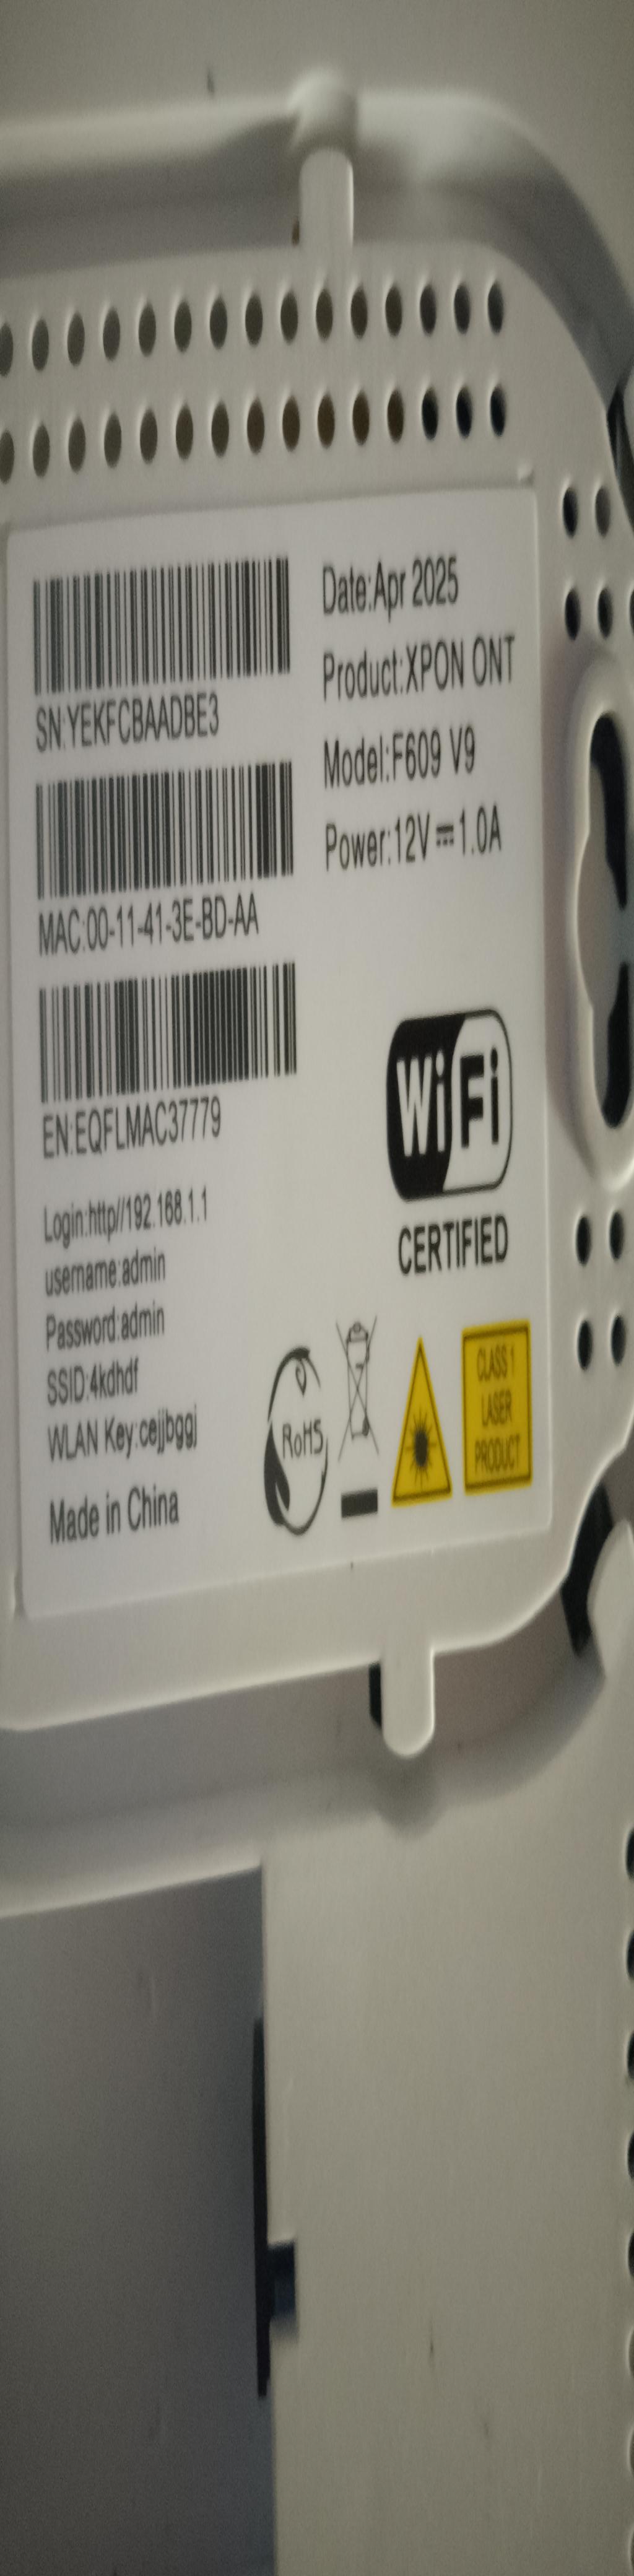 SN:YEKFCBAADBE3
MAC:00-11-41-3E-BD-AA
EN:EQFLMAC37779
Login:http//192.168.1.1
username:admin
Password:admin
SSID:4kdhdf
WLAN Key:cejjbggj
Made in China
Date:Apr 2025
Product:XPON ONT
Model:F609 V9
Power:12V⎓1.0A
WiFi
CERTIFIED
RoHS
CLASS 1
LASER
PRODUCT